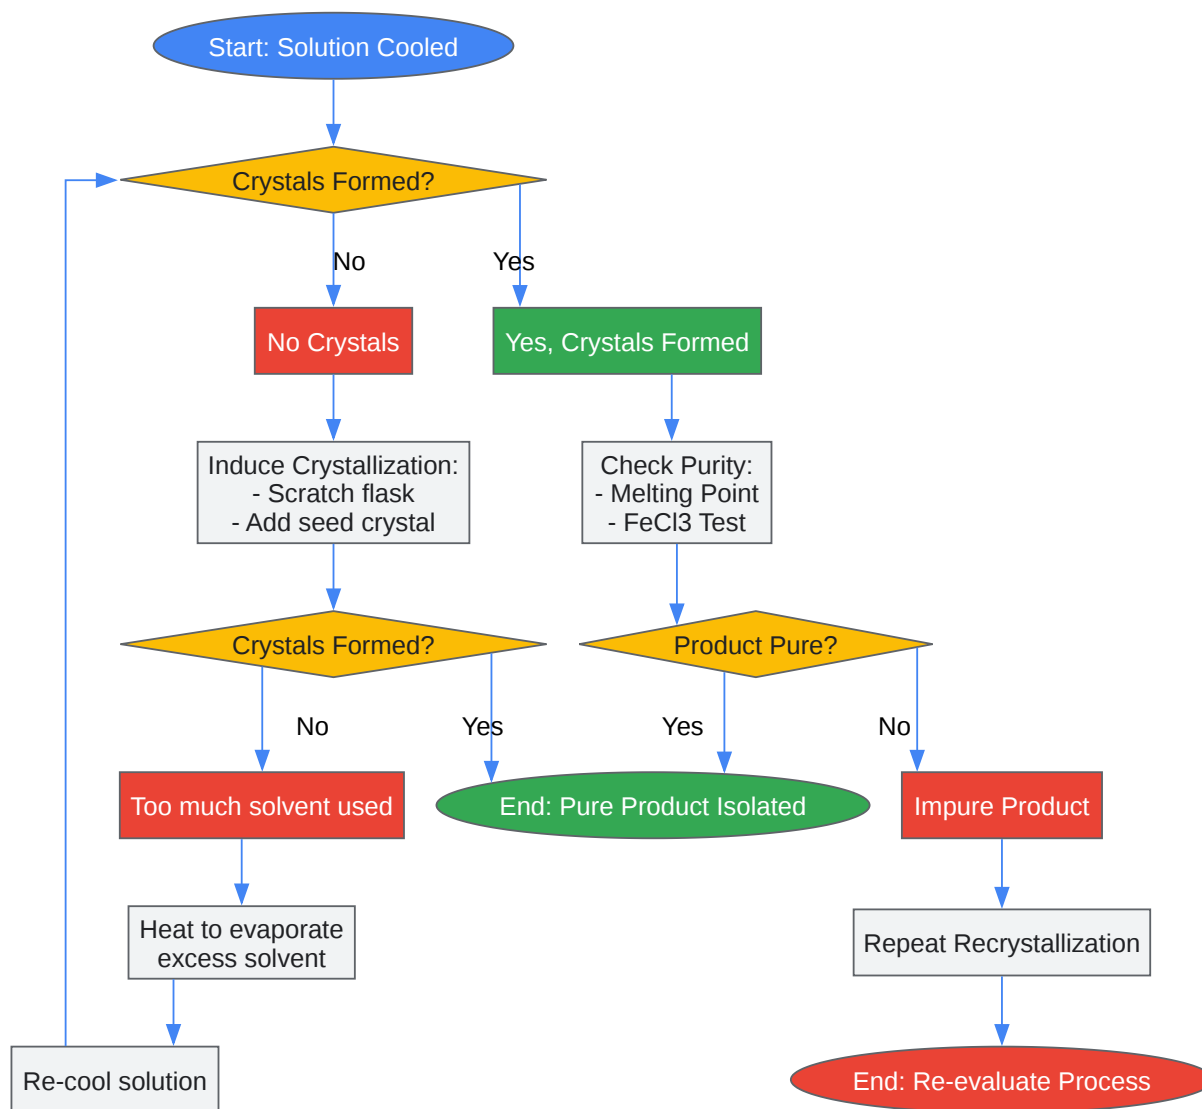 Start: Solution Cooled
Crystals Formed?
No
Yes
No Crystals
Yes, Crystals Formed
Induce Crystallization:
- Scratch flask
- Add seed crystal
Check Purity:
- Melting Point
- FeCl3 Test
Crystals Formed?
Product Pure?
No
Yes
Yes
No
Too much solvent used
End: Pure Product Isolated
Impure Product
Heat to evaporate
excess solvent
Repeat Recrystallization
Re-cool solution
End: Re-evaluate Process